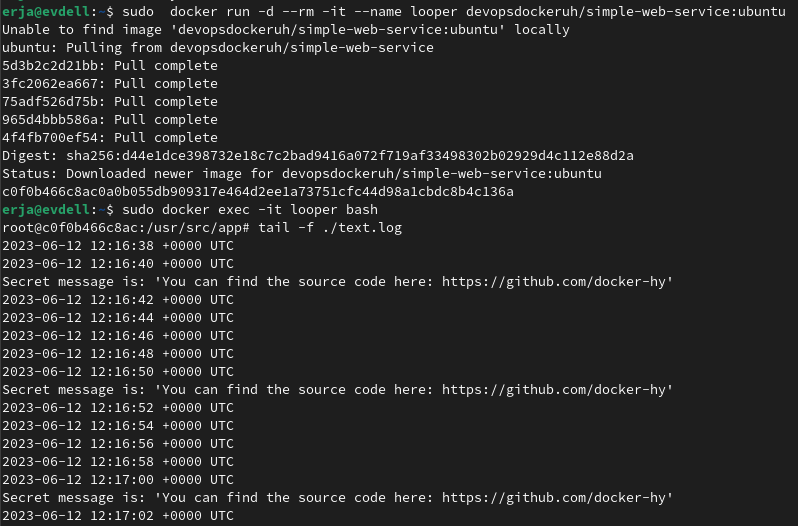 erja@evdell:~$ sudo  docker run -d --rm -it --name looper devopsdockeruh/simple-web-service:ubuntu
Unable to find image 'devopsdockeruh/simple-web-service:ubuntu' locally
ubuntu: Pulling from devopsdockeruh/simple-web-service
5d3b2c2d21bb: Pull complete
3fc2062ea667: Pull complete
75adf526d75b: Pull complete
965d4bbb586a: Pull complete
4f4fb700ef54: Pull complete
Digest: sha256:d44e1dce398732e18c7c2bad9416a072f719af33498302b02929d4c112e88d2a
Status: Downloaded newer image for devopsdockeruh/simple-web-service:ubuntu
c0f0b466c8ac0a0b055db909317e464d2ee1a73751cfc44d98a1cbdc8b4c136a
erja@evdell:~$ sudo docker exec -it looper bash
root@c0f0b466c8ac:/usr/src/app# tail -f ./text.log
2023-06-12 12:16:38 +0000 UTC
2023-06-12 12:16:40 +0000 UTC
Secret message is: 'You can find the source code here: https://github.com/docker-hy'
2023-06-12 12:16:42 +0000 UTC
2023-06-12 12:16:44 +0000 UTC
2023-06-12 12:16:46 +0000 UTC
2023-06-12 12:16:48 +0000 UTC
2023-06-12 12:16:50 +0000 UTC
Secret message is: 'You can find the source code here: https://github.com/docker-hy'
2023-06-12 12:16:52 +0000 UTC
2023-06-12 12:16:54 +0000 UTC
2023-06-12 12:16:56 +0000 UTC
2023-06-12 12:16:58 +0000 UTC
2023-06-12 12:17:00 +0000 UTC
Secret message is: 'You can find the source code here: https://github.com/docker-hy'
2023-06-12 12:17:02 +0000 UTC